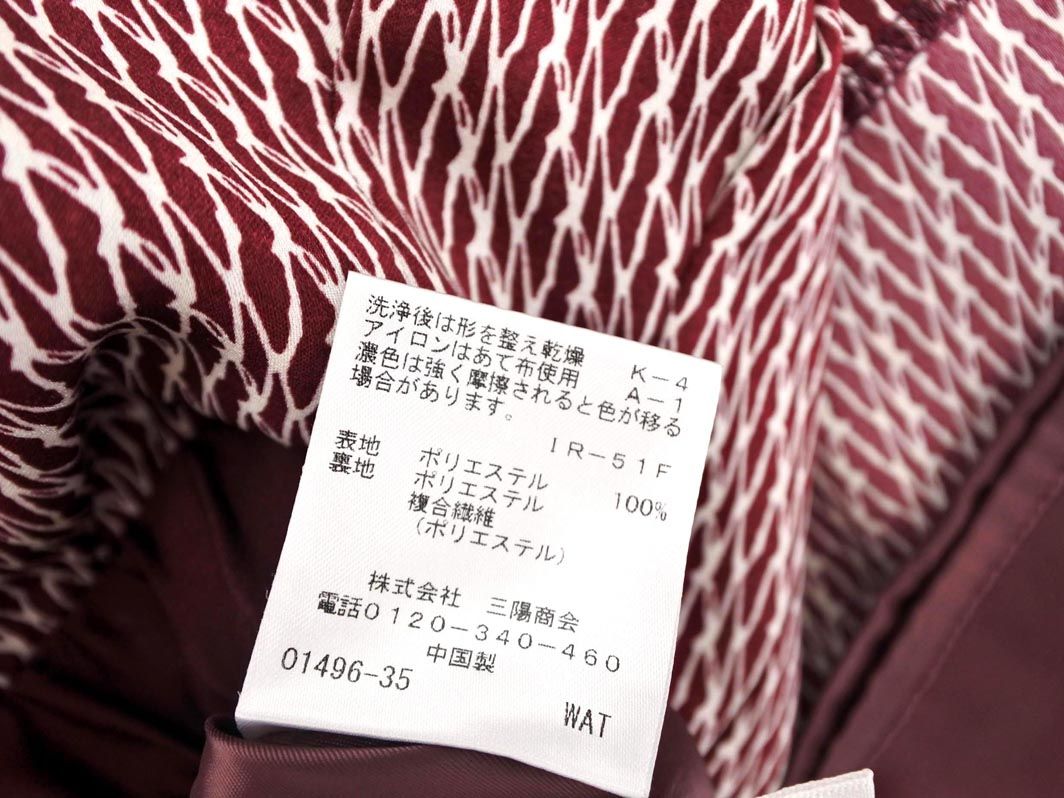 洗浄後は形を整え乾燥 K－4
アイロンはあて布使用 A－1
濃色は強く摩擦されると色が移る
場合があります。
IR－51F
表地 ポリエステル 100%
裏地 ポリエステル
複合繊維
（ポリエステル）
株式会社 三陽商会
電話0120－340－460
中国製
01496-35
WAT